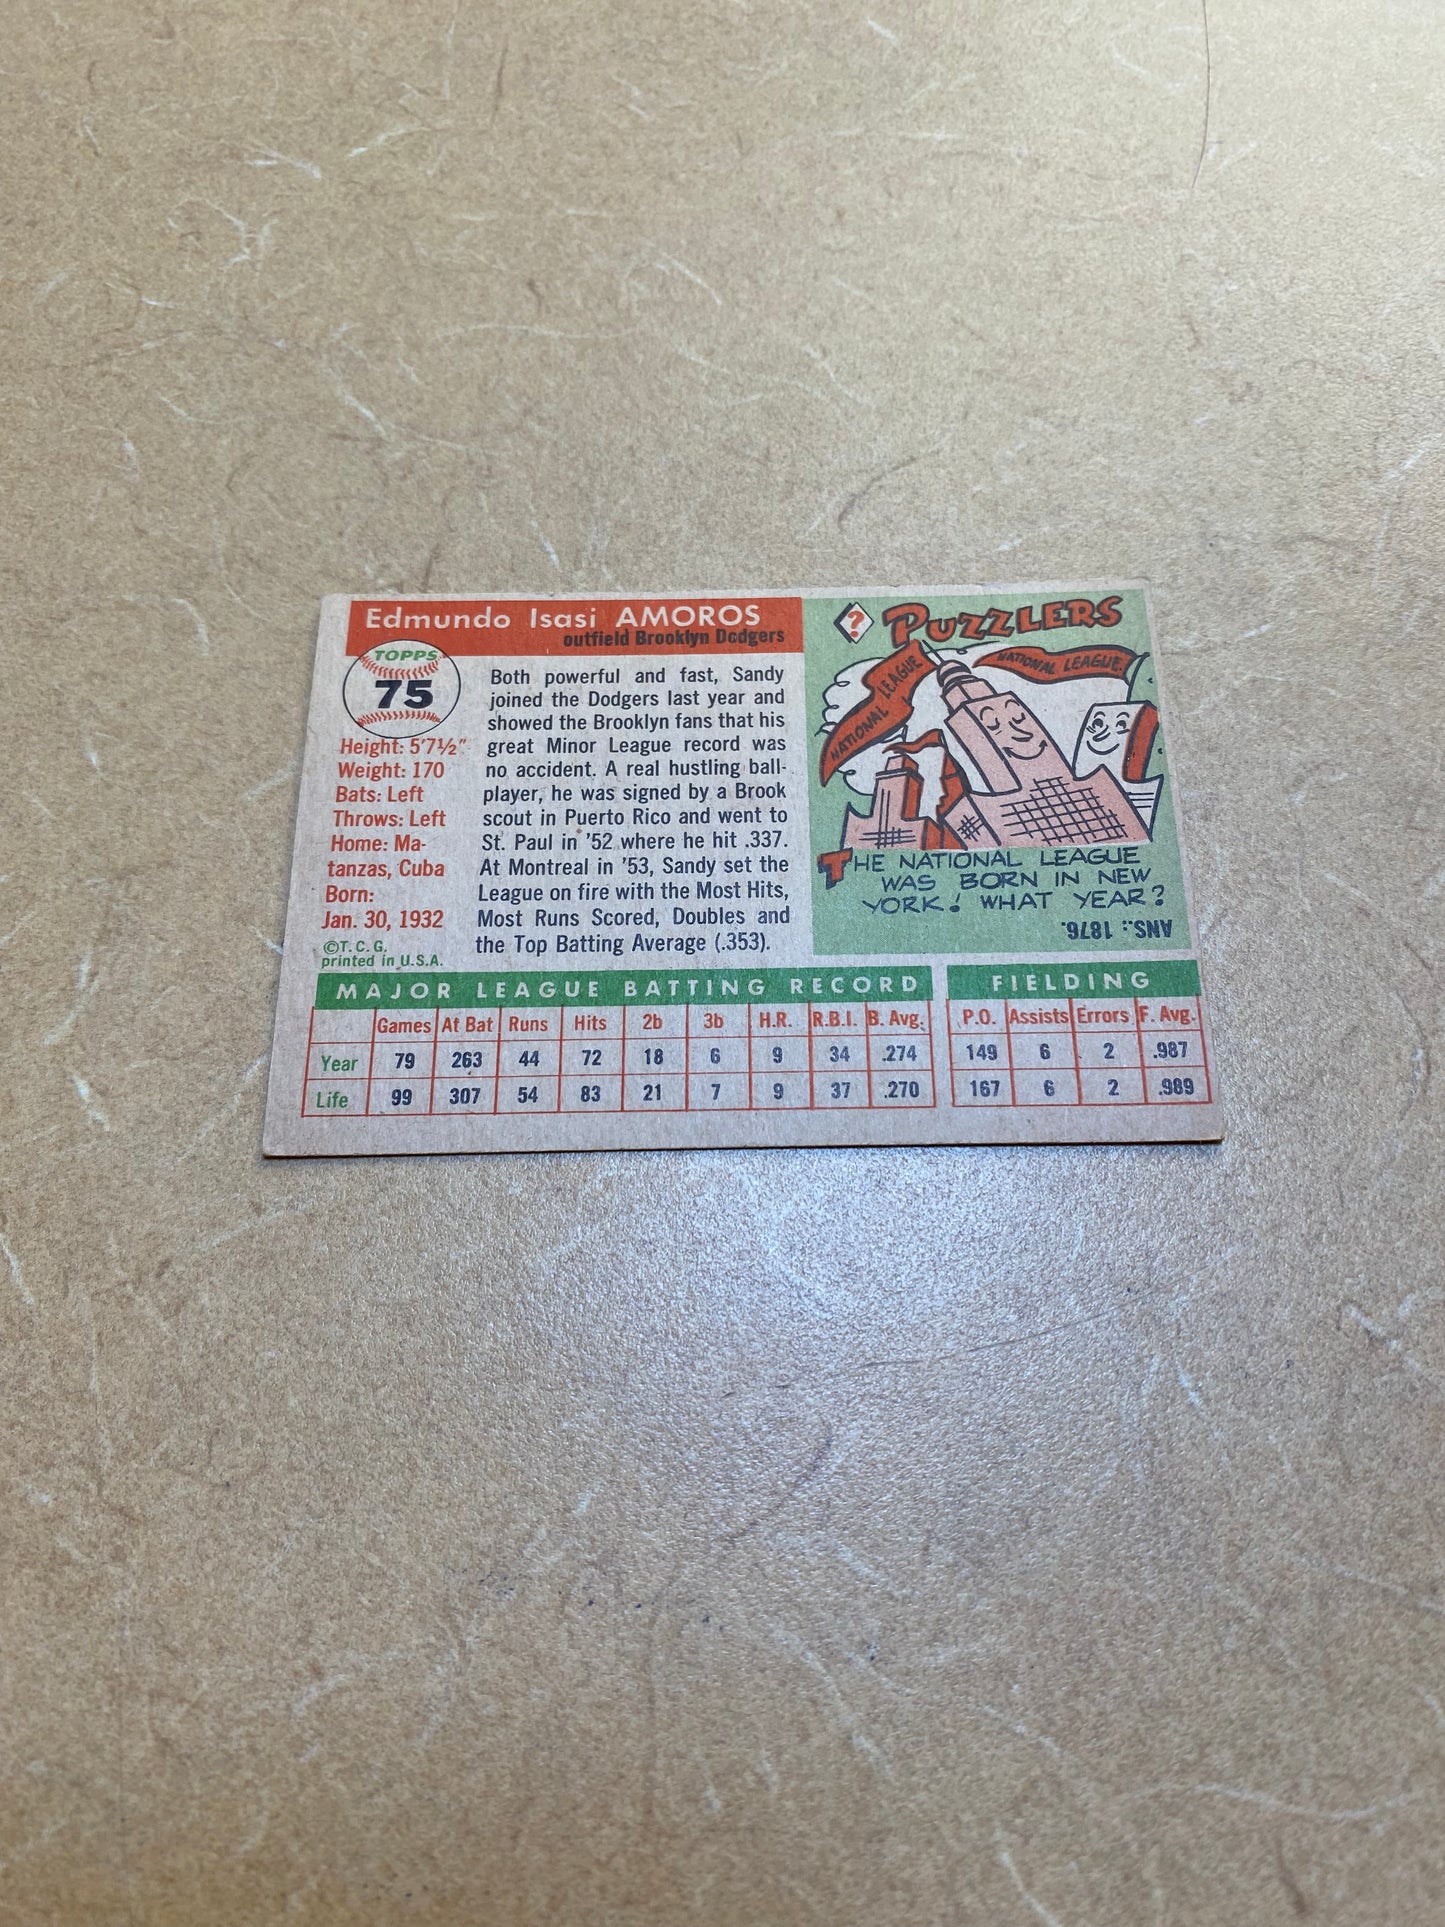 Edmundo Isasi AMOROS
outfield Brooklyn Dodgers
TOPPS
75
Height: 5'7½"
Weight: 170
Bats: Left
Throws: Left
Home: Ma-
tanzas, Cuba
Born:
Jan. 30, 1932
©T.C.G.
printed in U.S.A.
Both powerful and fast, Sandy
joined the Dodgers last year and
showed the Brooklyn fans that his
great Minor League record was
no accident. A real hustling ball-
player, he was signed by a Brook
scout in Puerto Rico and went to
St. Paul in '52 where he hit .337.
At Montreal in '53, Sandy set the
League on fire with the Most Hits,
Most Runs Scored, Doubles and
the Top Batting Average (.353).
? PUZZLERS
NATIONAL LEAGUE
NATIONAL LEAGUE
THE NATIONAL LEAGUE
WAS BORN IN NEW
YORK! WHAT YEAR?
ANS.: 1876.
MAJOR LEAGUE BATTING RECORD
Games At Bat Runs Hits 2b 3b H.R. R.B.I. B. Avg.
Year 79 263 44 72 18 6 9 34 .274
Life 99 307 54 83 21 7 9 37 .270
FIELDING
P.O. Assists Errors F. Avg.
149 6 2 .987
167 6 2 .989